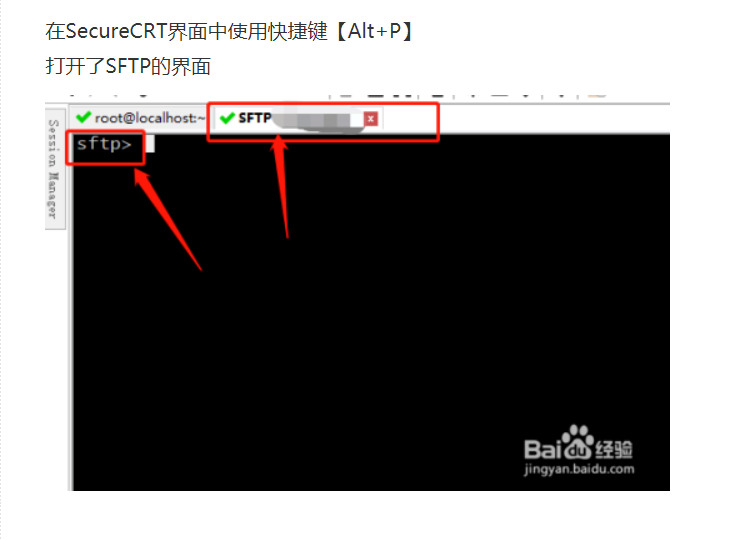 在SecureCRT界面中使用快捷键【Alt+P】
打开了SFTP的界面
root@localhost:~
SFTP
x
Session Manager
sftp>
Bai du 经验
jingyan.baidu.com